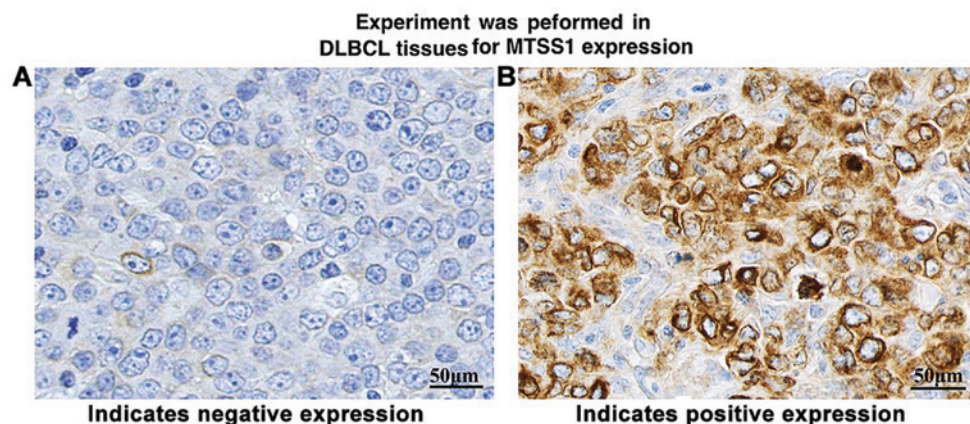 Experiment was peformed in
DLBCL tissues for MTSS1 expression
A
B
50μm
50μm
Indicates negative expression
Indicates positive expression